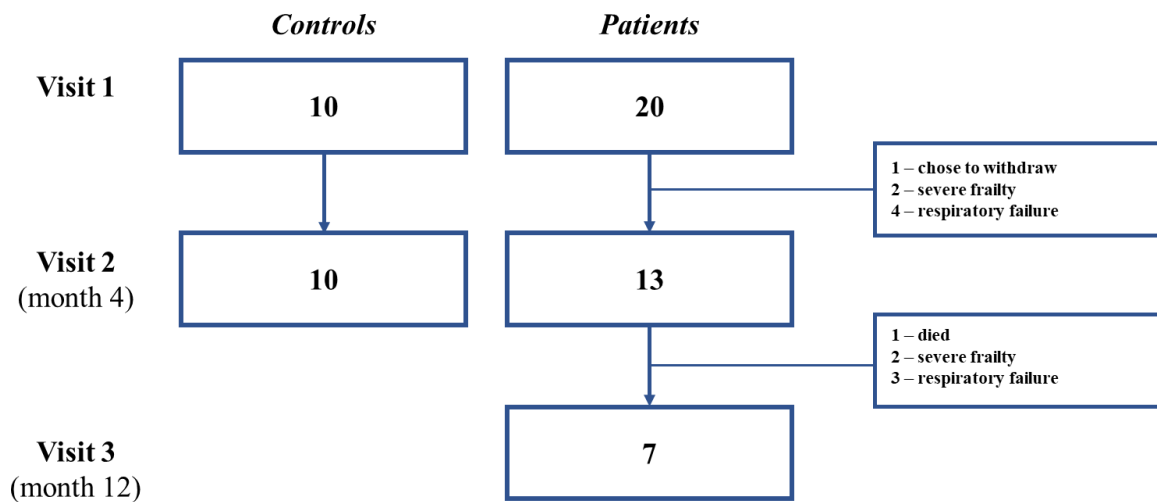 Controls
Patients
Visit 1
10
20
1 – chose to withdraw
2 – severe frailty
4 – respiratory failure
Visit 2
(month 4)
10
13
1 – died
2 – severe frailty
3 – respiratory failure
Visit 3
(month 12)
7